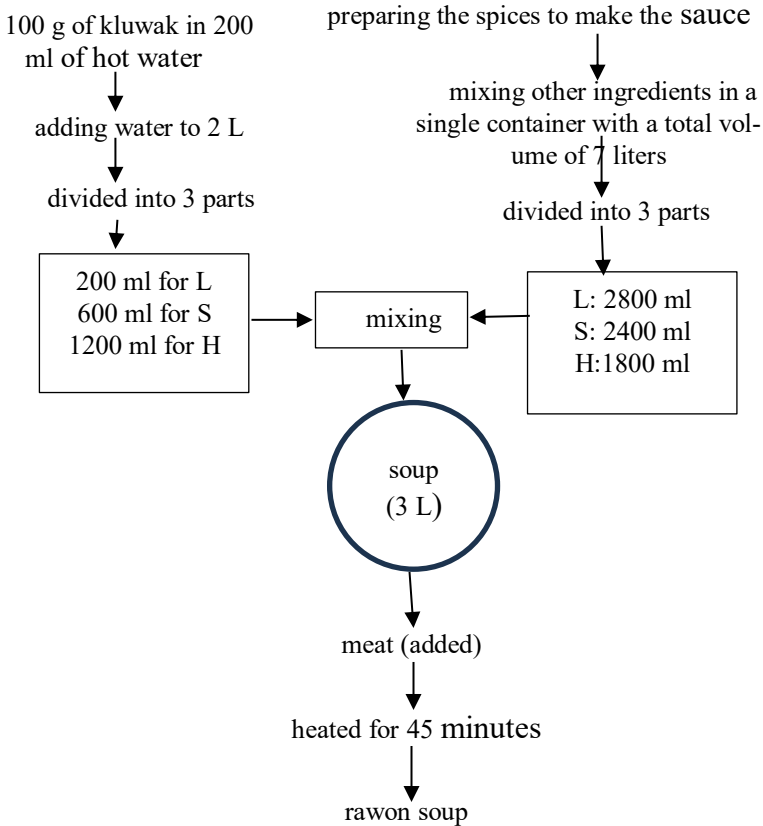 100 g of kluwak in 200
ml of hot water
adding water to 2 L
divided into 3 parts
200 ml for L
600 ml for S
1200 ml for H
preparing the spices to make the sauce
mixing other ingredients in a
single container with a total vol-
ume of 7 liters
divided into 3 parts
L: 2800 ml
S: 2400 ml
H:1800 ml
mixing
soup
(3 L)
meat (added)
heated for 45 minutes
rawon soup